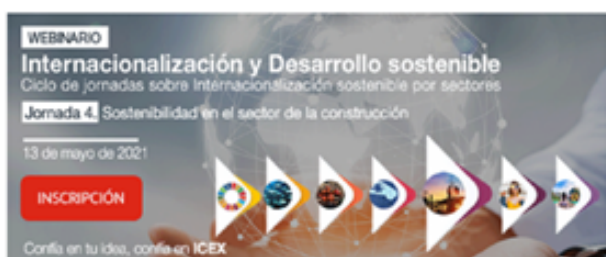 WEBINARIO
Internacionalización y Desarrollo sostenible
Ciclo de jornadas sobre Internacionalización sostenible por sectores
Jornada 4. Sostenibilidad en el sector de la construcción
13 de mayo de 2021
INSCRIPCIÓN
Confía en tu idea, confía en ICEX